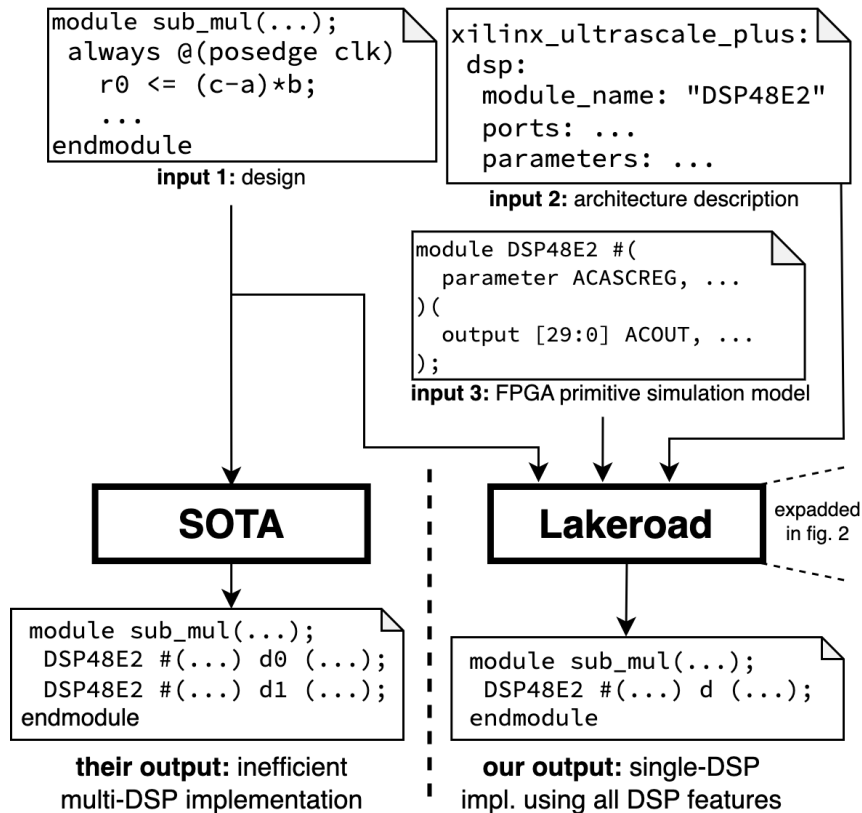 module sub_mul(...);
always @(posedge clk)
r0 <= (c-a)*b;
...
endmodule
input 1: design
xilinx_ultrascale_plus:
dsp:
module_name: "DSP48E2"
ports: ...
parameters: ...
input 2: architecture description
module DSP48E2 #(
parameter ACASCREG, ...
)(
output [29:0] ACOUT, ...
);
input 3: FPGA primitive simulation model
SOTA
Lakeroad
expadded
in fig. 2
module sub_mul(...);
DSP48E2 #(...) d0 (...);
DSP48E2 #(...) d1 (...);
endmodule
their output: inefficient
multi-DSP implementation
module sub_mul(...);
DSP48E2 #(...) d (...);
endmodule
our output: single-DSP
impl. using all DSP features